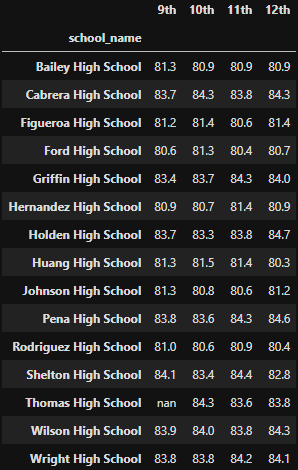 9th 10th 11th 12th
school_name
Bailey High School 81.3 80.9 80.9 80.9
Cabrera High School 83.7 84.3 83.8 84.3
Figueroa High School 81.2 81.4 80.6 81.4
Ford High School 80.6 81.3 80.4 80.7
Griffin High School 83.4 83.7 84.3 84.0
Hernandez High School 80.9 80.7 81.4 80.9
Holden High School 83.7 83.3 83.8 84.7
Huang High School 81.3 81.5 81.4 80.3
Johnson High School 81.3 80.8 80.6 81.2
Pena High School 83.8 83.6 84.3 84.6
Rodriguez High School 81.0 80.6 80.9 80.4
Shelton High School 84.1 83.4 84.4 82.8
Thomas High School nan 84.3 83.6 83.8
Wilson High School 83.9 84.0 83.8 84.3
Wright High School 83.8 83.8 84.2 84.1